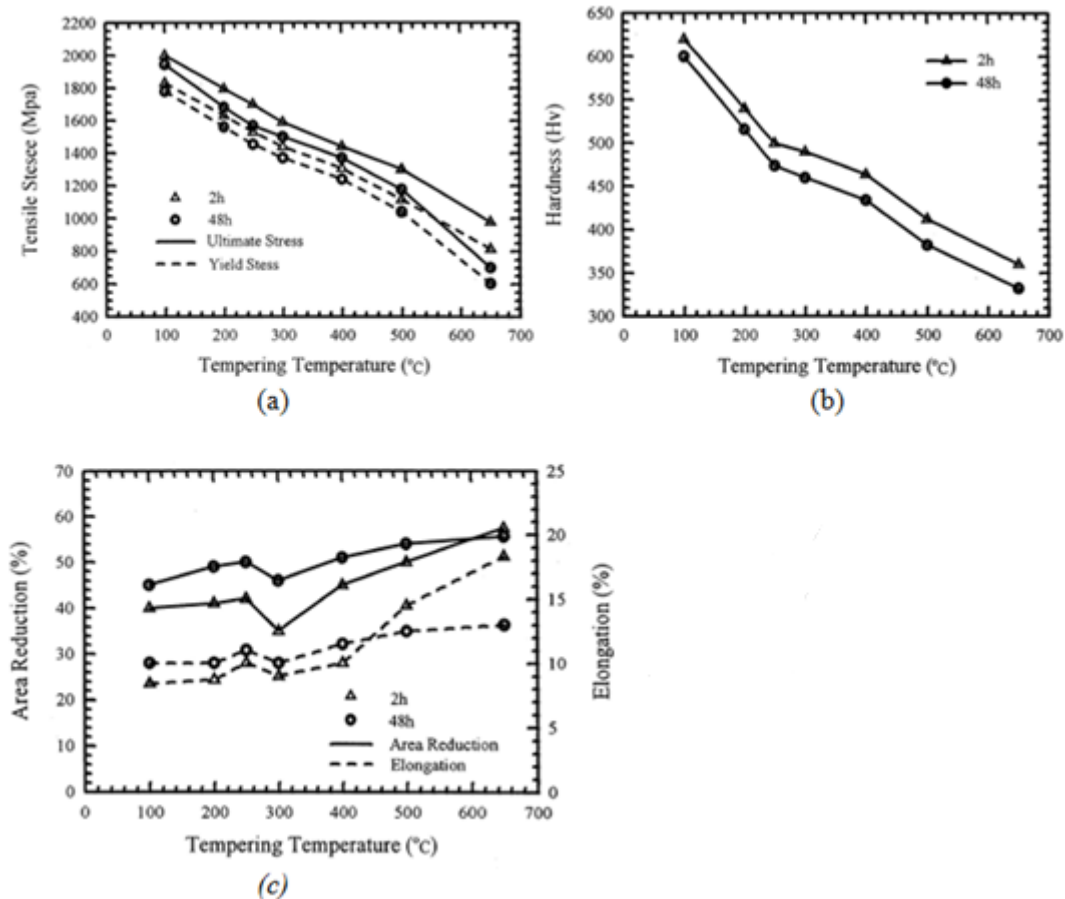 2200
2000
1800
1600
1400
1200
1000
800
600
400
Tensile Stesee (Mpa)
2h
48h
Ultimate Stress
Yield Stess
0 100 200 300 400 500 600 700
Tempering Temperature (°C)
(a)
650
600
550
500
450
400
350
300
Hardness (Hv)
2h
48h
0 100 200 300 400 500 600 700
Tempering Temperature (°C)
(b)
70
60
50
40
30
20
10
0
Area Reduction (%)
25
20
15
10
5
0
Elongation (%)
2h
48h
Area Reduction
Elongation
0 100 200 300 400 500 600 700
Tempering Temperature (°C)
(c)